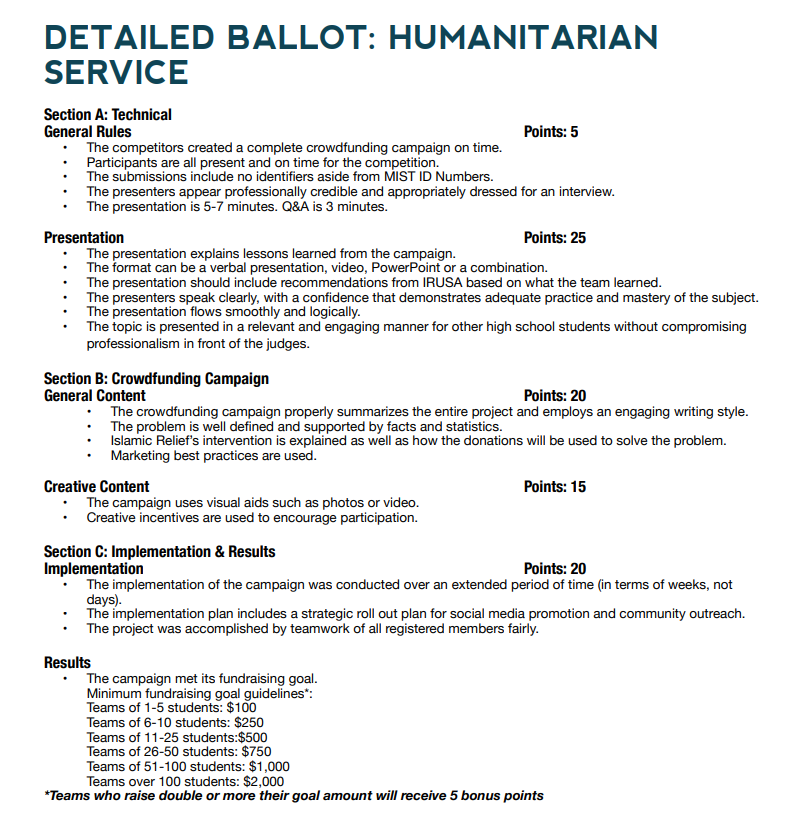 DETAILED BALLOT: HUMANITARIAN
SERVICE
Section A: Technical
General Rules Points: 5
• The competitors created a complete crowdfunding campaign on time.
• Participants are all present and on time for the competition.
• The submissions include no identifiers aside from MIST ID Numbers.
• The presenters appear professionally credible and appropriately dressed for an interview.
• The presentation is 5-7 minutes. Q&A is 3 minutes.
Presentation Points: 25
• The presentation explains lessons learned from the campaign.
• The format can be a verbal presentation, video, PowerPoint or a combination.
• The presentation should include recommendations from IRUSA based on what the team learned.
• The presenters speak clearly, with a confidence that demonstrates adequate practice and mastery of the subject.
• The presentation flows smoothly and logically.
• The topic is presented in a relevant and engaging manner for other high school students without compromising
professionalism in front of the judges.
Section B: Crowdfunding Campaign
General Content Points: 20
• The crowdfunding campaign properly summarizes the entire project and employs an engaging writing style.
• The problem is well defined and supported by facts and statistics.
• Islamic Relief's intervention is explained as well as how the donations will be used to solve the problem.
• Marketing best practices are used.
Creative Content Points: 15
• The campaign uses visual aids such as photos or video.
• Creative incentives are used to encourage participation.
Section C: Implementation & Results
Implementation Points: 20
• The implementation of the campaign was conducted over an extended period of time (in terms of weeks, not
days).
• The implementation plan includes a strategic roll out plan for social media promotion and community outreach.
• The project was accomplished by teamwork of all registered members fairly.
Results
• The campaign met its fundraising goal.
Minimum fundraising goal guidelines*:
Teams of 1-5 students: $100
Teams of 6-10 students: $250
Teams of 11-25 students:$500
Teams of 26-50 students: $750
Teams of 51-100 students: $1,000
Teams over 100 students: $2,000
*Teams who raise double or more their goal amount will receive 5 bonus points